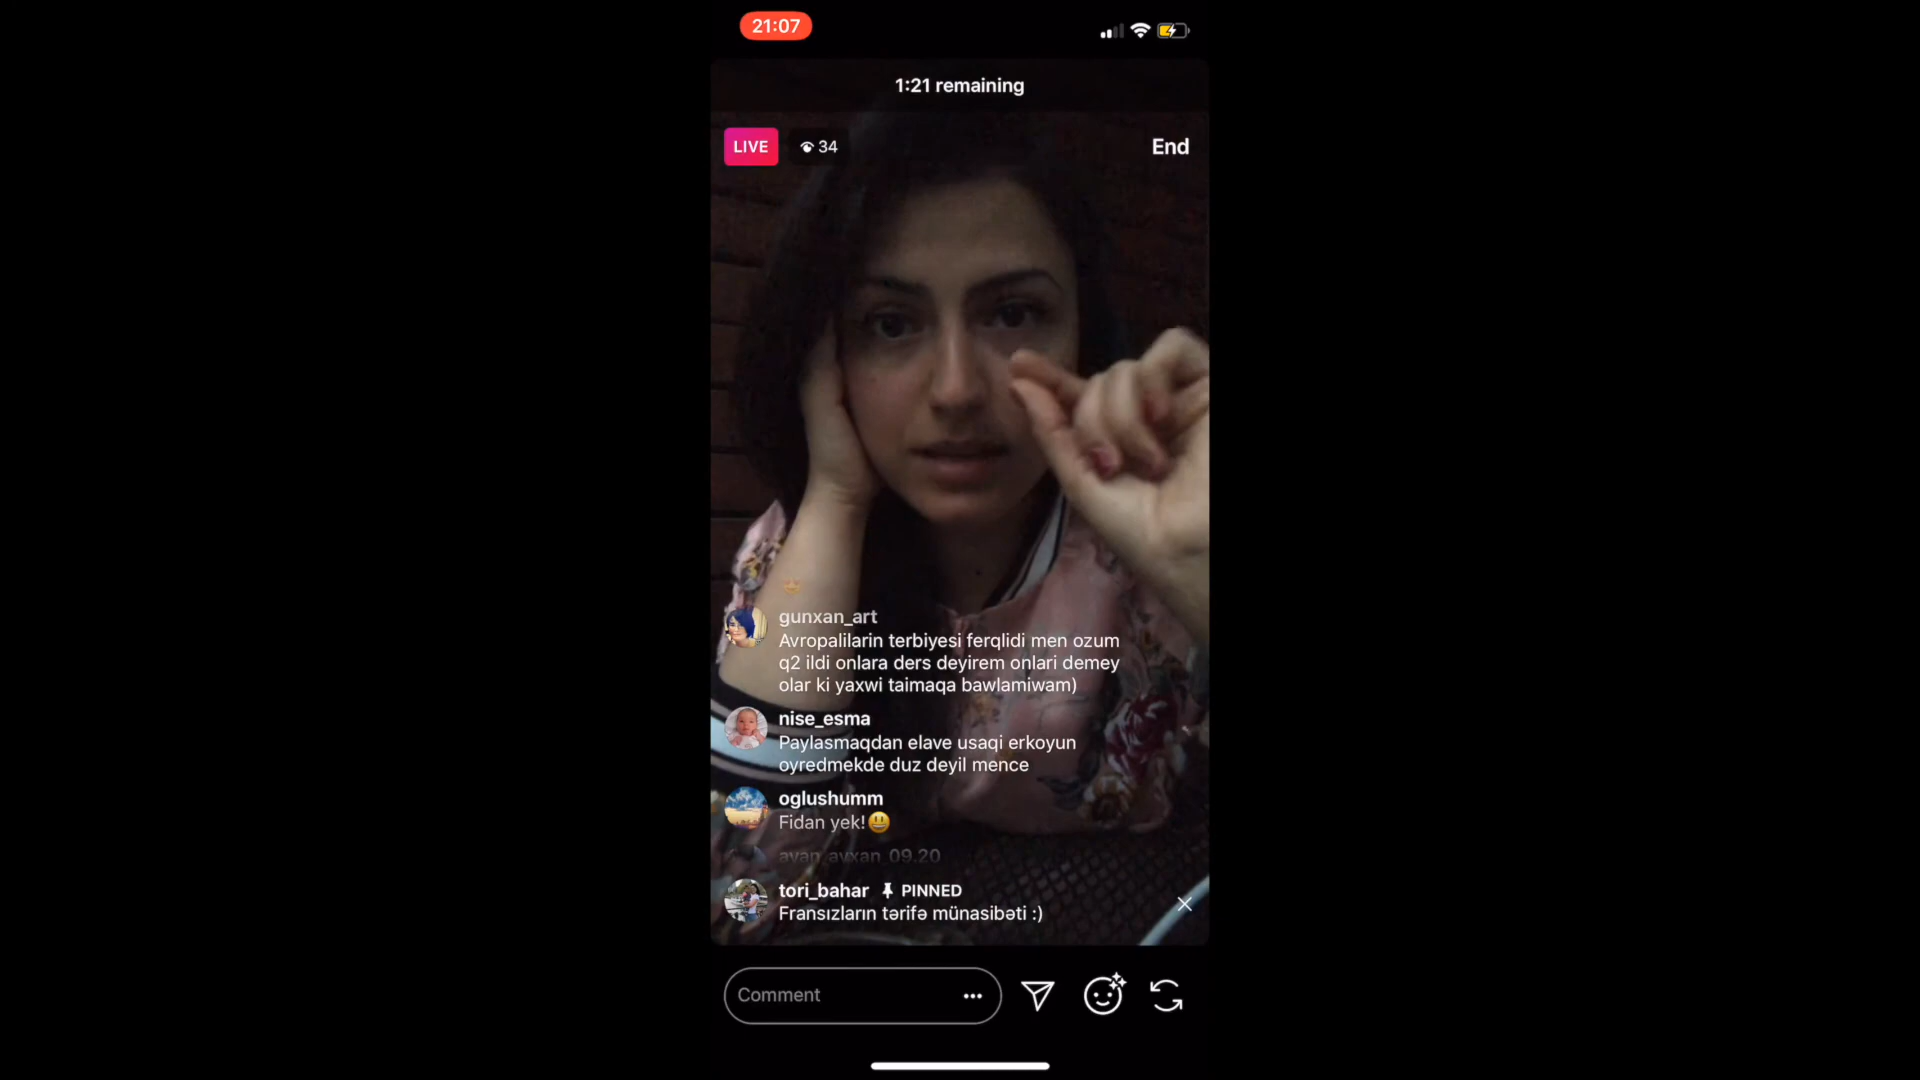 21:07
1:21 remaining
LIVE
34
End
gunxan_art
Avropalilarin terbiyesi ferqlidi men ozum
q2 ildi onlara ders deyirem onlari demey
olar ki yaxwi taimaqa bawlamiwam)
nise_esma
Paylasmaqdan elave usaqi erkoyun
oyredmekde duz deyil mence
oglushumm
Fidan yek!😃
ayan_ayxan_09.20
tori_bahar PINNED
Fransızların tərifə münasibəti :)
Comment